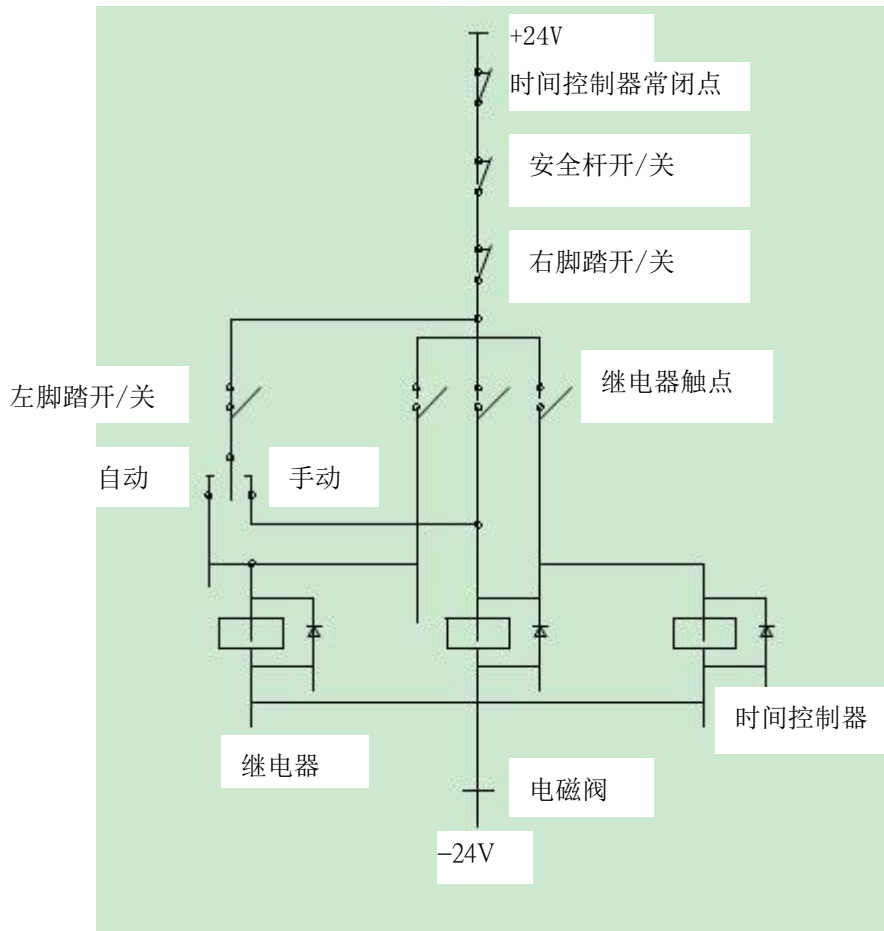 +24V
时间控制器常闭点
安全杆开/关
右脚踏开/关
继电器触点
左脚踏开/关
自动
手动
时间控制器
继电器
电磁阀
−24V